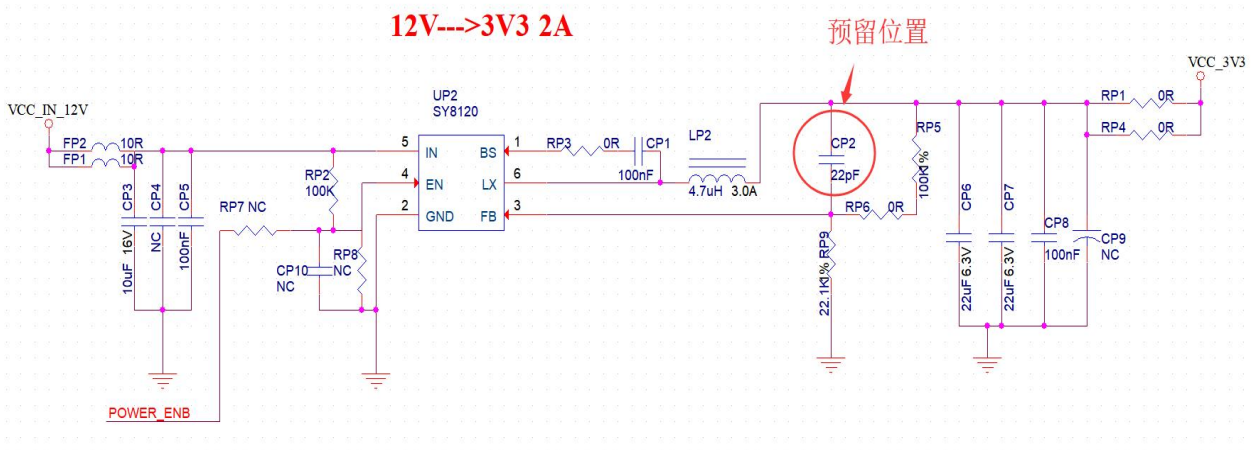 12V--->3V3 2A
预留位置
VCC_3V3
VCC_IN_12V
UP2
SY8120
RP1 0R
RP4 0R
FP2 10R
FP1 10R
5 IN
BS 1
4 EN
LX 6
2 GND
FB 3
RP3 0R
CP1
100nF
LP2
4.7uH 3.0A
CP2
22pF
RP5
100K1%
RP6 0R
RP2
100K
RP7 NC
CP3
10uF 16V
CP4
NC
CP5
100nF
CP10
NC
RP8
NC
22.1K1% RP9
CP6
22uF 6.3V
CP7
22uF 6.3V
CP8
100nF
CP9
NC
POWER_ENB